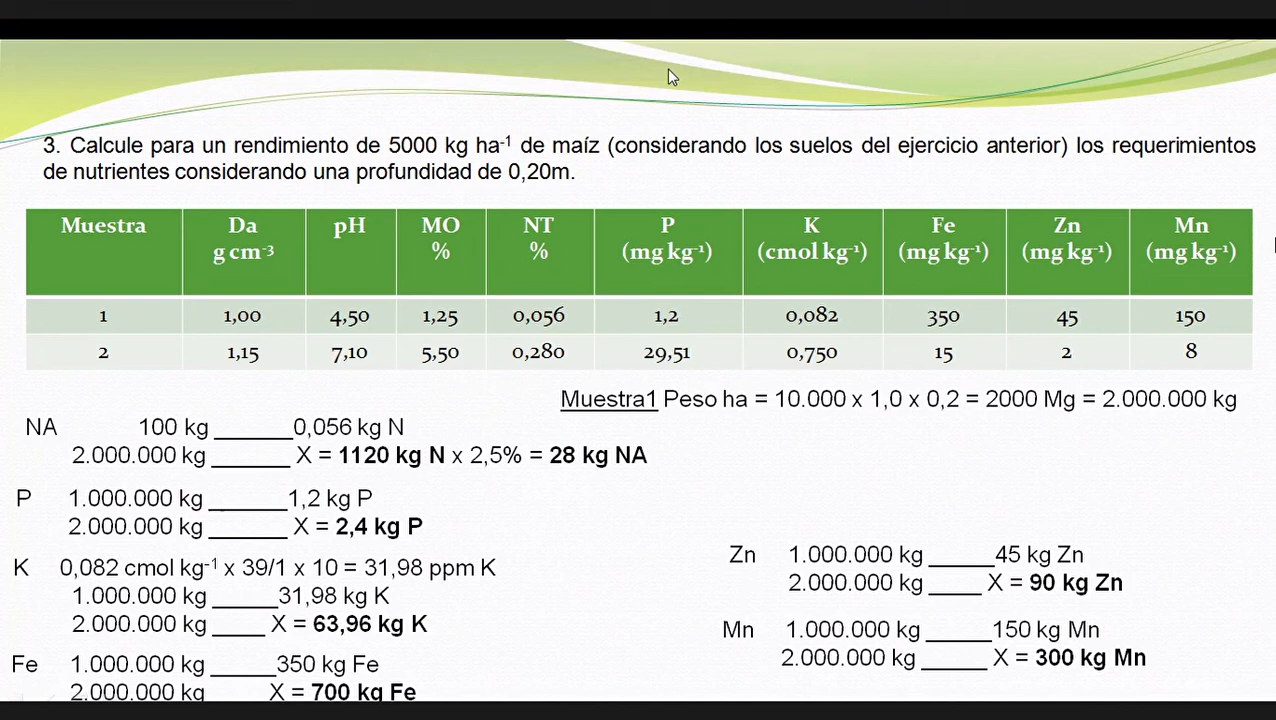 3. Calcule para un rendimiento de 5000 kg ha⁻¹ de maíz (considerando los suelos del ejercicio anterior) los requerimientos
de nutrientes considerando una profundidad de 0,20m.
Muestra Da pH MO NT P K Fe Zn Mn
g cm⁻³ % % (mg kg⁻¹) (cmol kg⁻¹) (mg kg⁻¹) (mg kg⁻¹) (mg kg⁻¹)
1 1,00 4,50 1,25 0,056 1,2 0,082 350 45 150
2 1,15 7,10 5,50 0,280 29,51 0,750 15 2 8
Muestra1 Peso ha = 10.000 x 1,0 x 0,2 = 2000 Mg = 2.000.000 kg
NA 100 kg ______0,056 kg N
2.000.000 kg ______ X = 1120 kg N x 2,5% = 28 kg NA
P 1.000.000 kg ______1,2 kg P
2.000.000 kg ______ X = 2,4 kg P
K 0,082 cmol kg⁻¹ x 39/1 x 10 = 31,98 ppm K
1.000.000 kg _____31,98 kg K
2.000.000 kg ____ X = 63,96 kg K
Fe 1.000.000 kg _____350 kg Fe
2.000.000 kg _____ X = 700 kg Fe
Zn 1.000.000 kg _____45 kg Zn
2.000.000 kg ____ X = 90 kg Zn
Mn 1.000.000 kg _____150 kg Mn
2.000.000 kg _____ X = 300 kg Mn